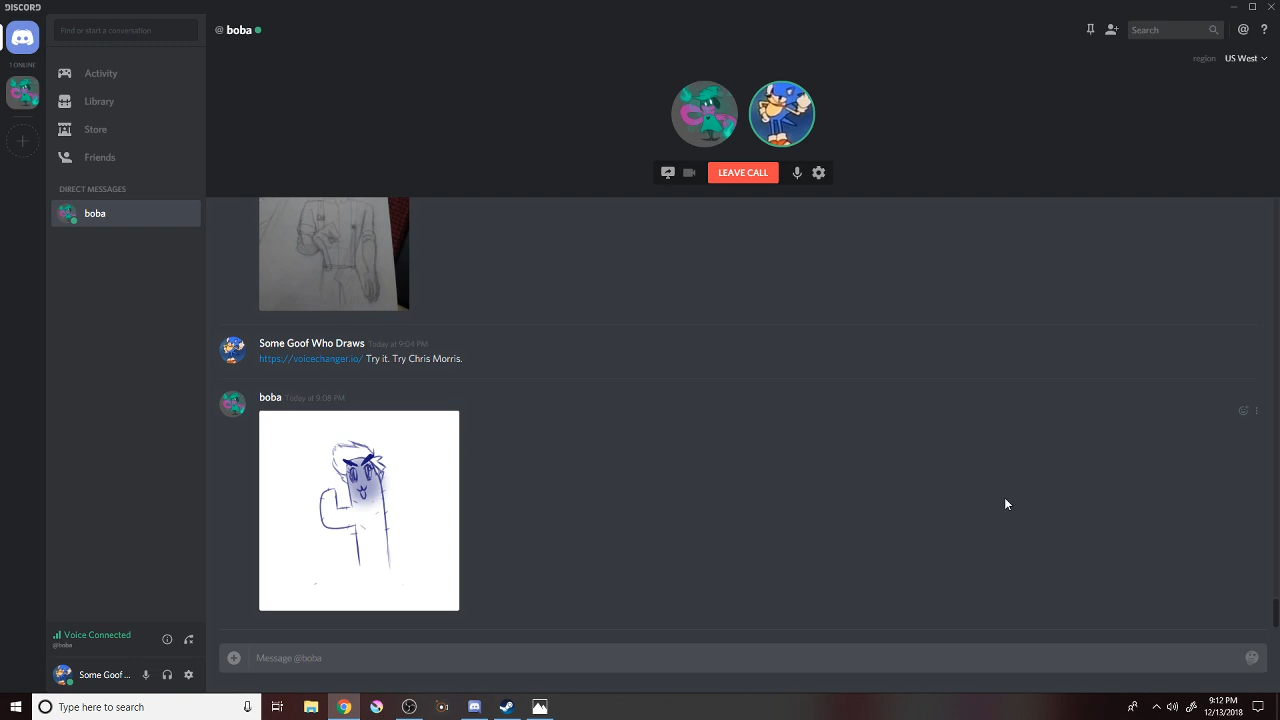 DISCORD
Find or start a conversation
@ boba
Search
@
?
1 ONLINE
region US West
Activity
Library
Store
Friends
LEAVE CALL
DIRECT MESSAGES
boba
Some Goof Who Draws Today at 9:04 PM
https://voicechanger.io/ Try it. Try Chris Morris.
boba Today at 9:08 PM
Voice Connected
@boba
Some Goof ...
Message @boba
Type here to search
9:12 PM
12/13/2018